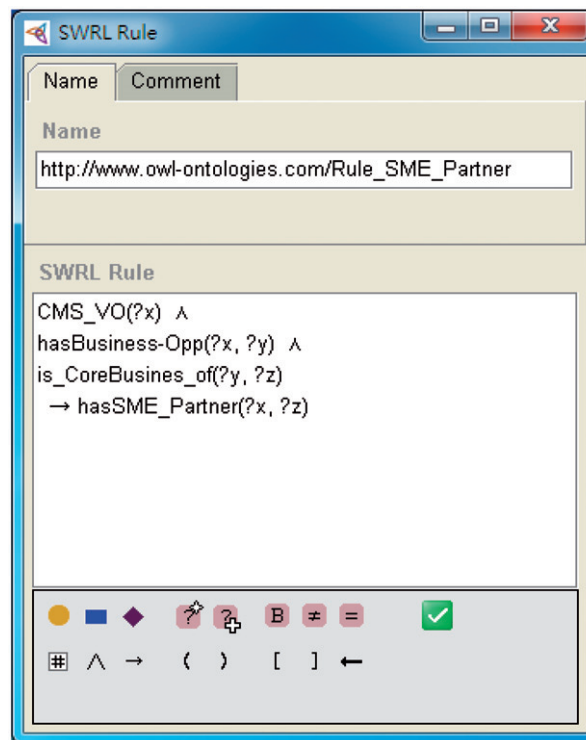 SWRL Rule
Name Comment
Name
http://www.owl-ontologies.com/Rule_SME_Partner
SWRL Rule
CMS_VO(?x) ∧
hasBusiness-Opp(?x, ?y) ∧
is_CoreBusines_of(?y, ?z)
→ hasSME_Partner(?x, ?z)
? ? B ≠ =
# ∧ → ( ) [ ] ←